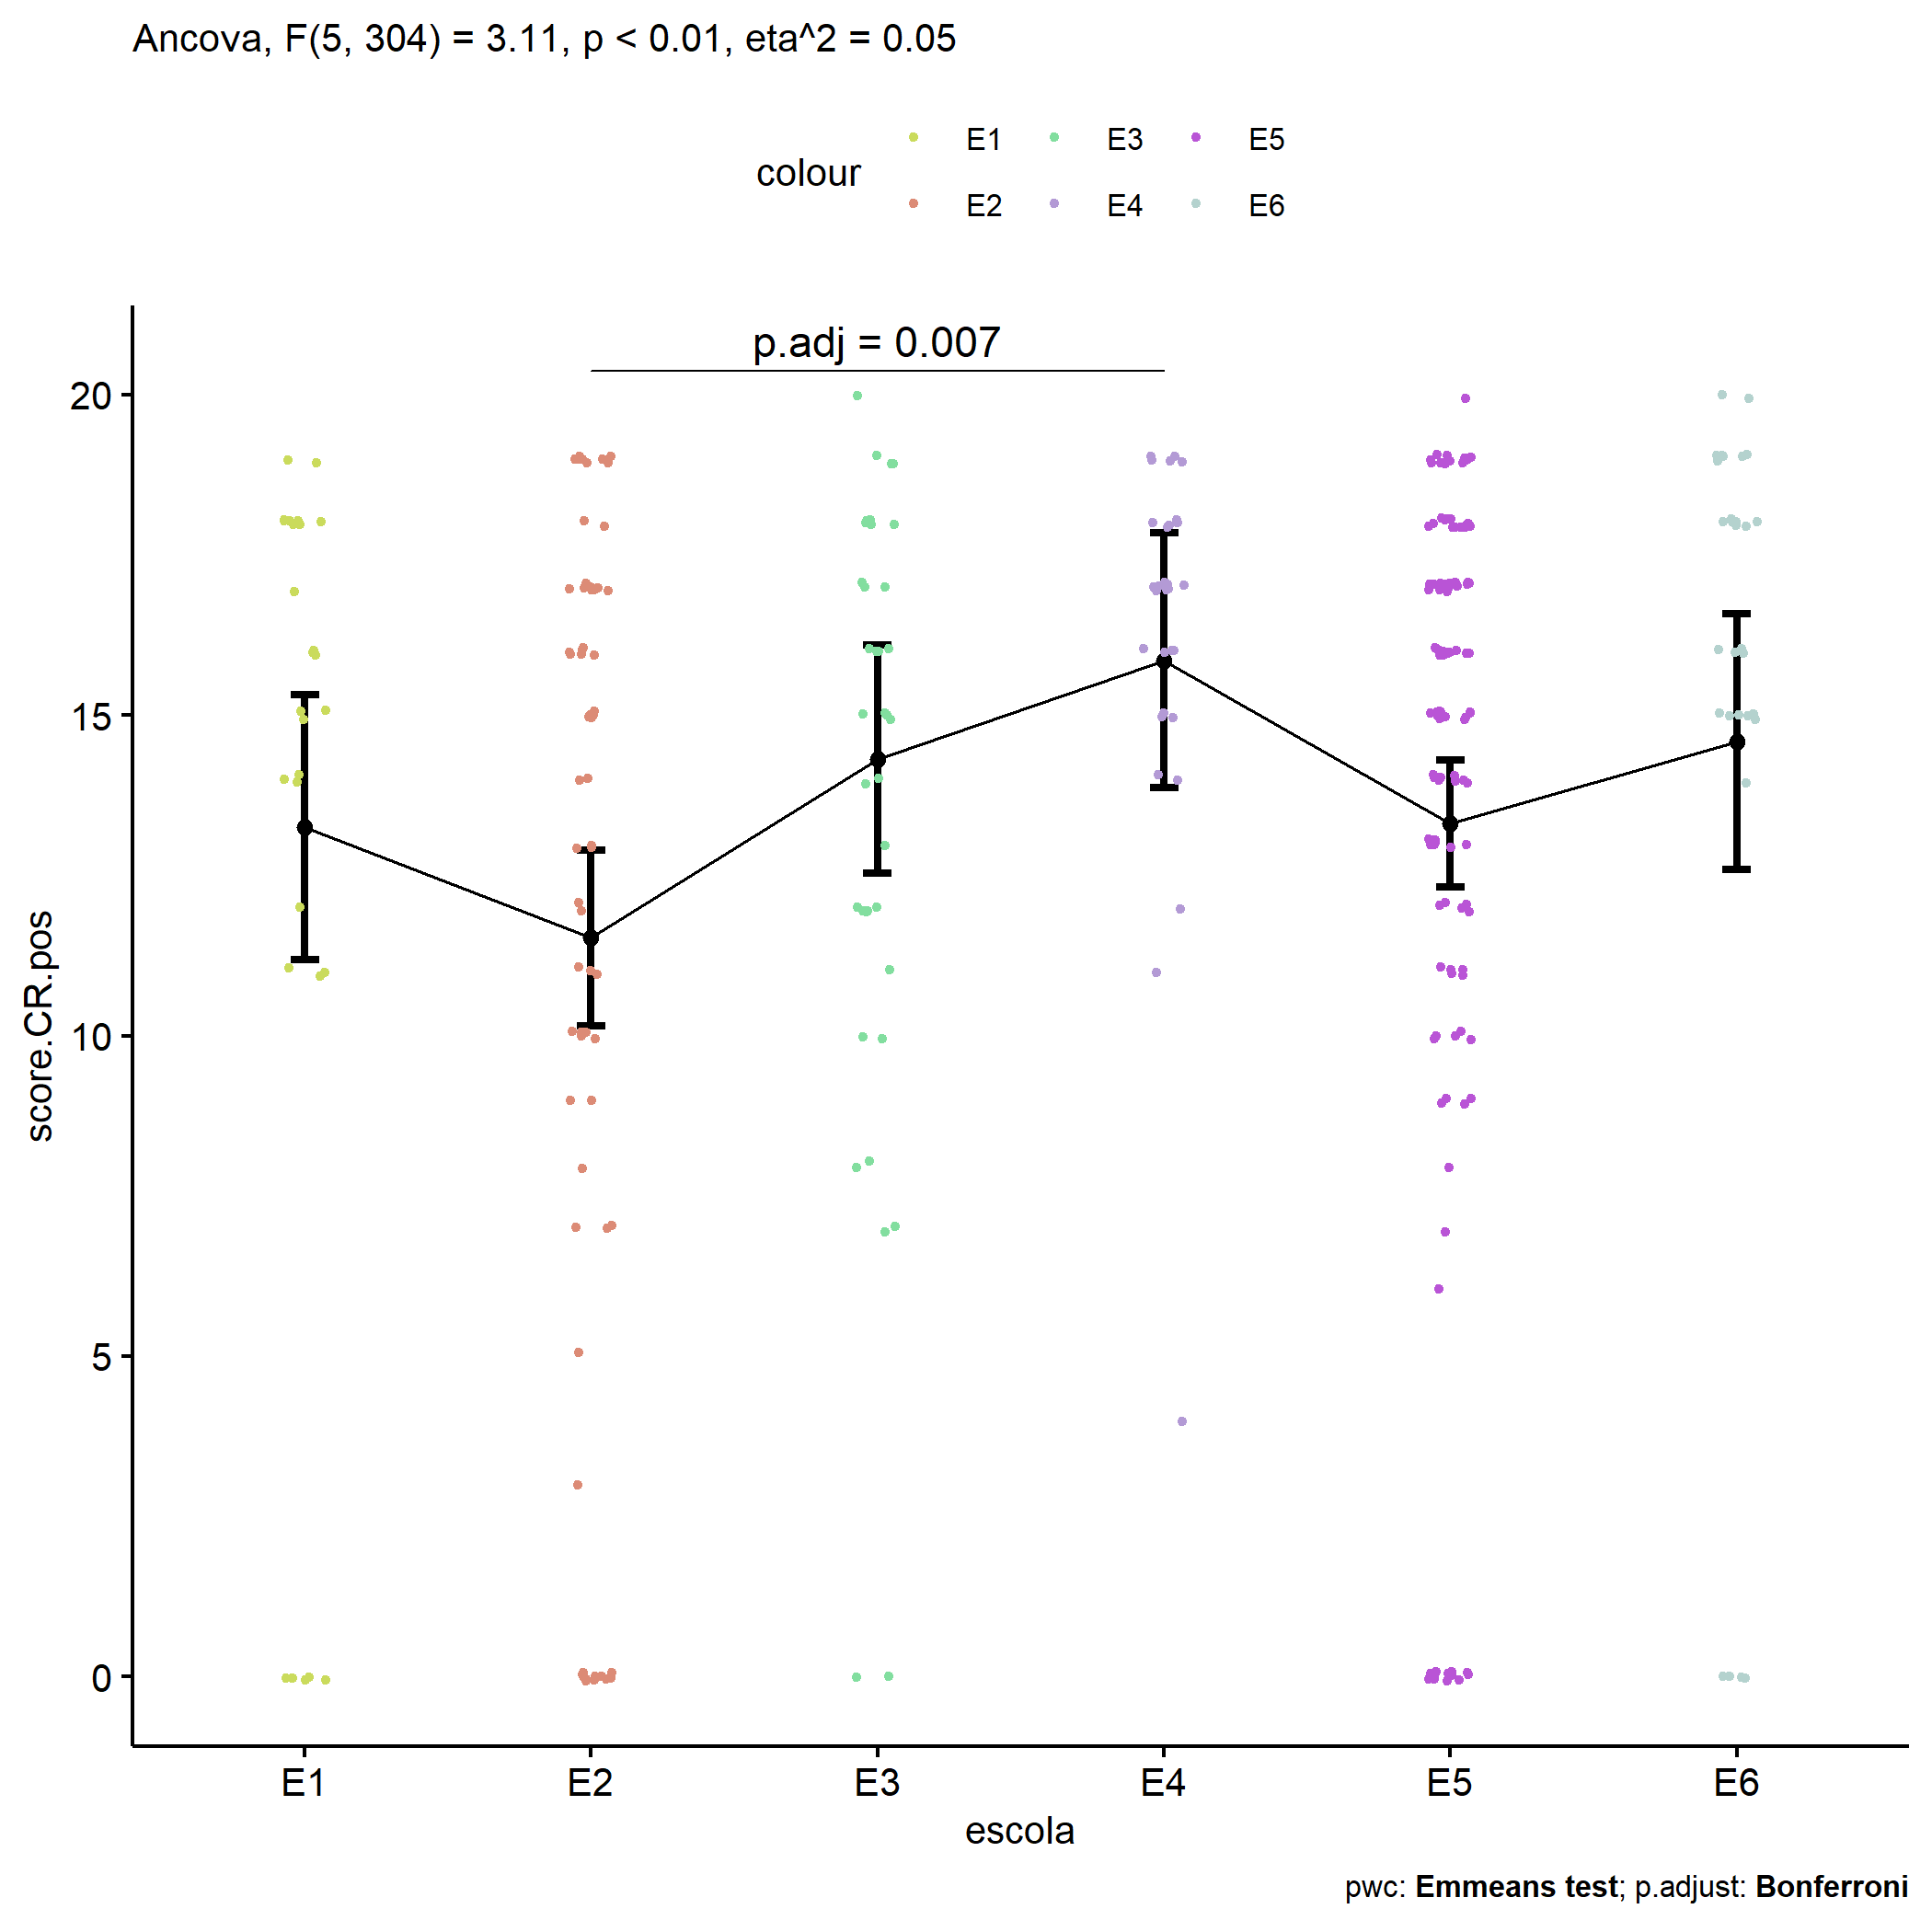 Ancova, F(5, 304) = 3.11, p < 0.01, eta^2 = 0.05
colour
E1
E3
E5
E2
E4
E6
p.adj = 0.007
20
15
10
5
0
score.CR.pos
E1 E2 E3 E4 E5 E6
escola
pwc: Emmeans test; p.adjust: Bonferroni